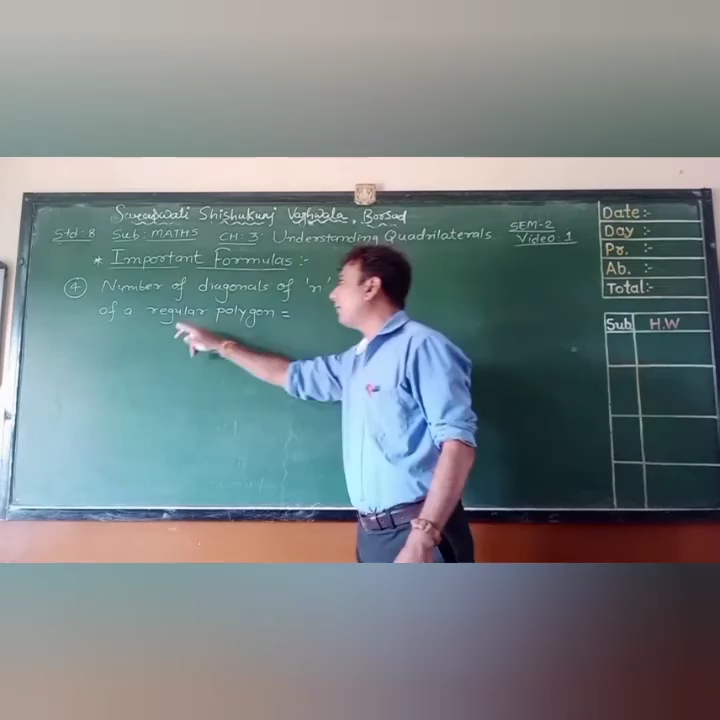 Saraswati Shishukunj Vaghwala, Borsad
Std:8 Sub: MATHS CH: 3 Understanding Quadrilaterals
SEM-2
Video: 1
* Important Formulas :-
④ Number of diagonals of 'n'
of a regular polygon =
Date:-
Day :-
Pr. :-
Ab. :-
Total:-
Sub H.W